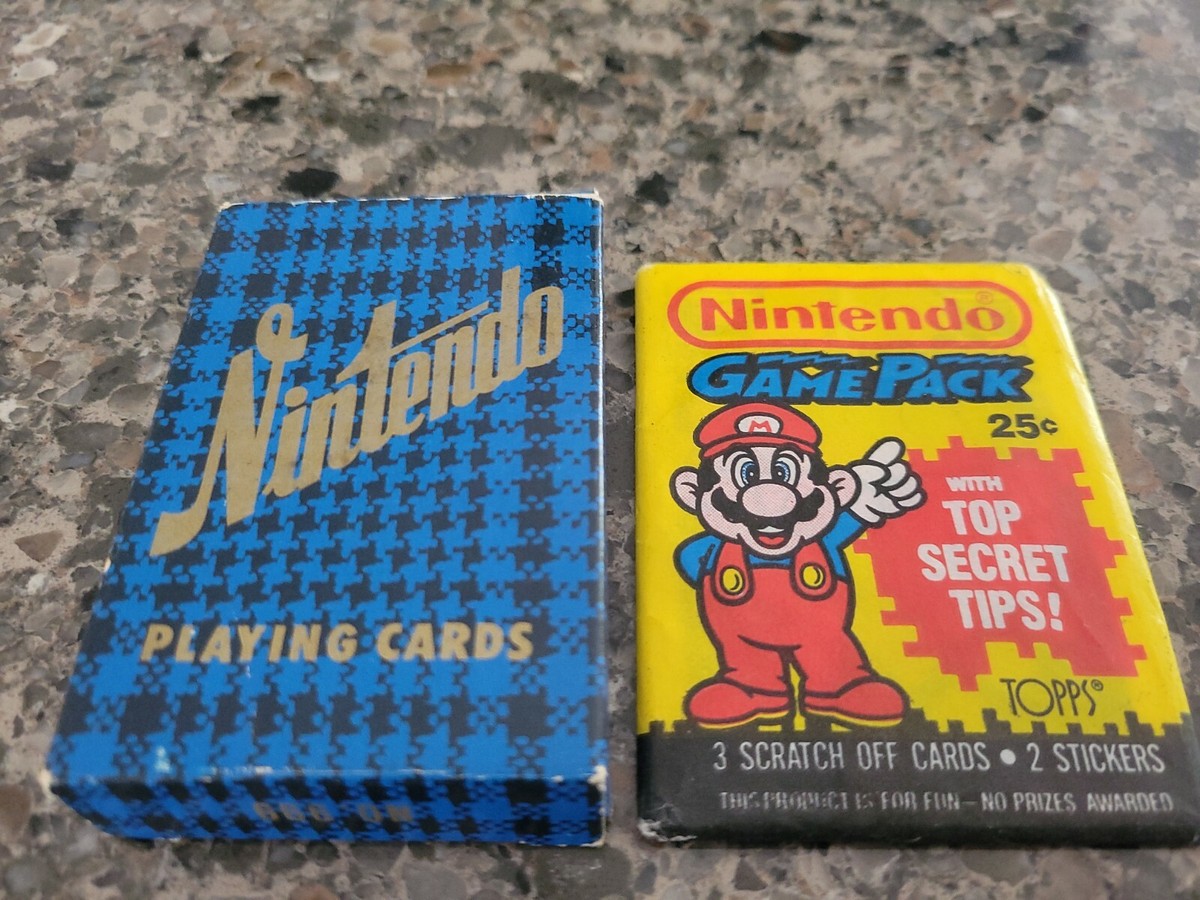 Nintendo
PLAYING CARDS
Nintendo®
GAME PACK
25¢
M
WITH
TOP
SECRET
TIPS!
TOPPS®
3 SCRATCH OFF CARDS • 2 STICKERS
THIS PRODUCT IS FOR FUN — NO PRIZES AWARDED